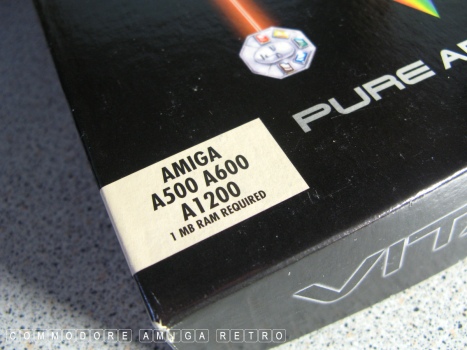 PURE
AMIGA
A500 A600
A1200
1 MB RAM REQUIRED
COMMODORE AMIGA RETRO